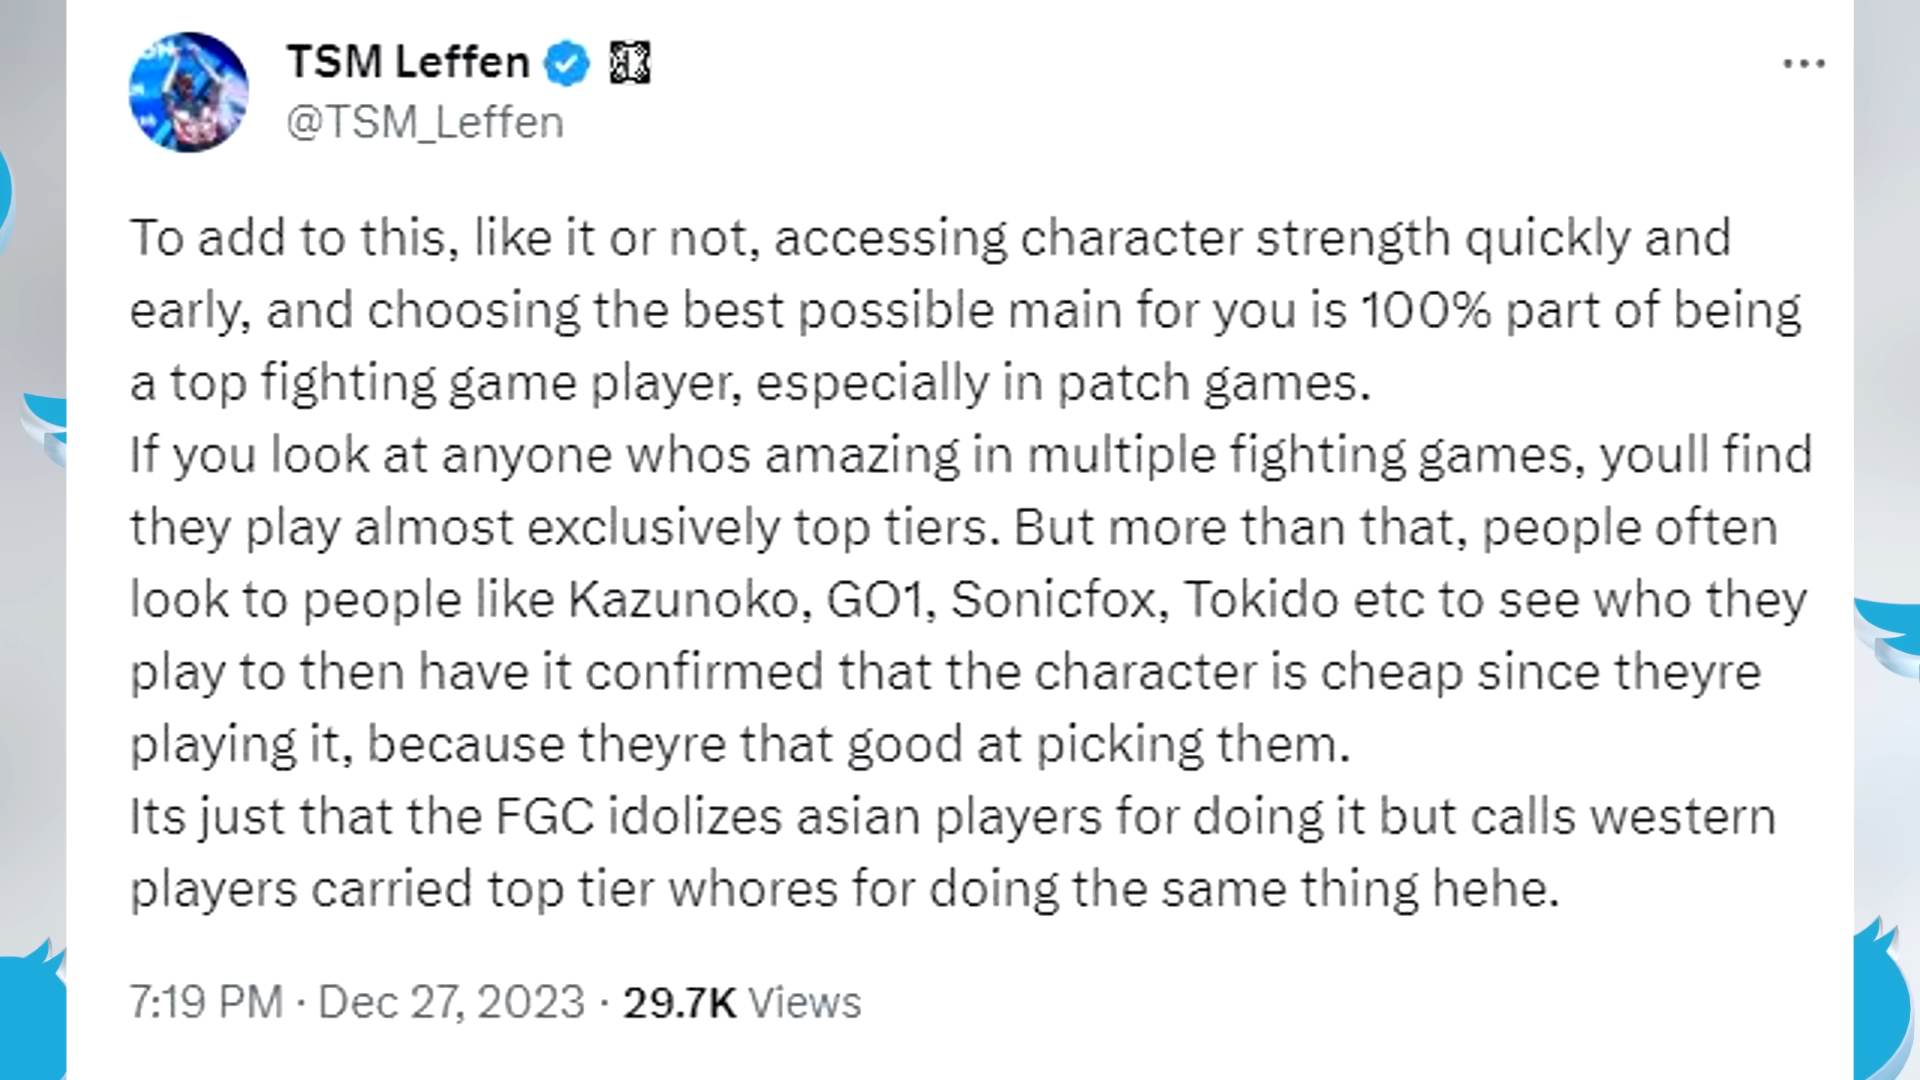 TSM Leffen
@TSM_Leffen
To add to this, like it or not, accessing character strength quickly and
early, and choosing the best possible main for you is 100% part of being
a top fighting game player, especially in patch games.
If you look at anyone whos amazing in multiple fighting games, youll find
they play almost exclusively top tiers. But more than that, people often
look to people like Kazunoko, GO1, Sonicfox, Tokido etc to see who they
play to then have it confirmed that the character is cheap since theyre
playing it, because theyre that good at picking them.
Its just that the FGC idolizes asian players for doing it but calls western
players carried top tier whores for doing the same thing hehe.
7:19 PM · Dec 27, 2023 · 29.7K Views